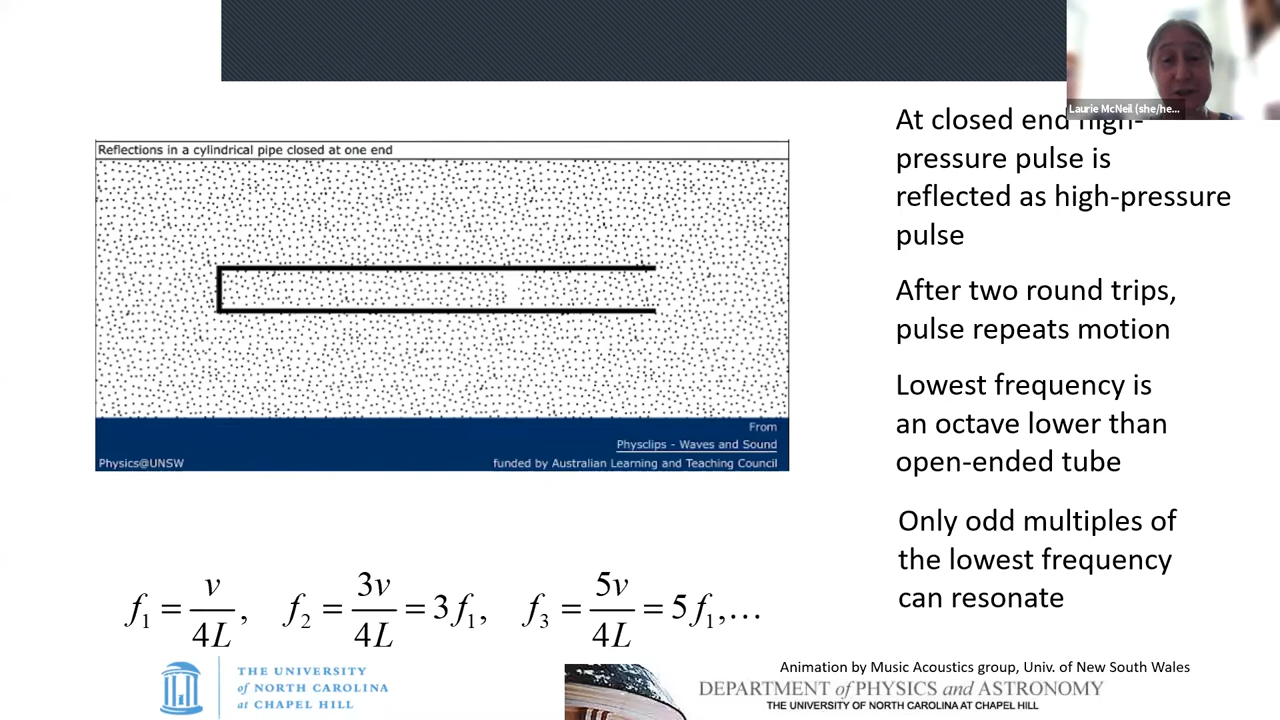 Laurie McNeil (she/he...
At closed end high-
pressure pulse is
reflected as high-pressure
pulse
Reflections in a cylindrical pipe closed at one end
After two round trips,
pulse repeats motion
Lowest frequency is
an octave lower than
open-ended tube
From
Physclips - Waves and Sound
Physics@UNSW
funded by Australian Learning and Teaching Council
Only odd multiples of
the lowest frequency
can resonate
f₁ = v/4L, f₂ = 3v/4L = 3f₁, f₃ = 5v/4L = 5f₁,…
Animation by Music Acoustics group, Univ. of New South Wales
THE UNIVERSITY
of NORTH CAROLINA
at CHAPEL HILL
DEPARTMENT of PHYSICS and ASTRONOMY
THE UNIVERSITY OF NORTH CAROLINA AT CHAPEL HILL